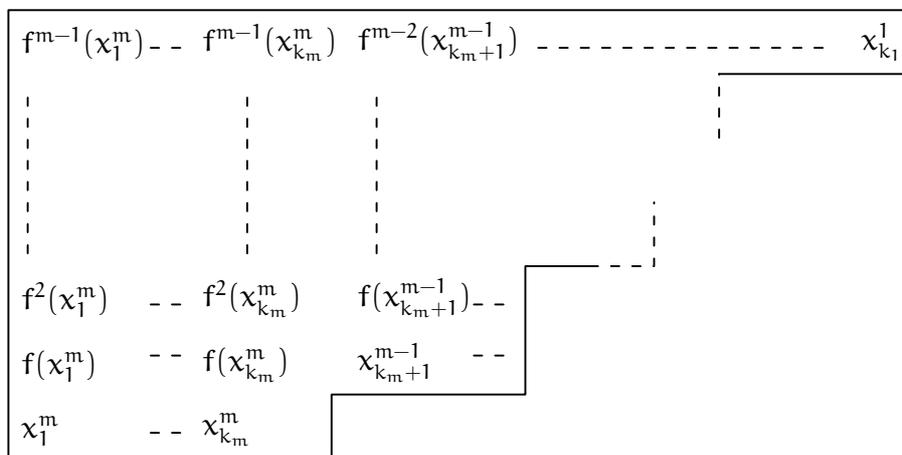 f^{m-1}(x_1^m) -- f^{m-1}(x_{k_m}^m) f^{m-2}(x_{k_m+1}^{m-1}) -------------- x_{k_1}^1
f^2(x_1^m) -- f^2(x_{k_m}^m) f(x_{k_m+1}^{m-1}) --
f(x_1^m) -- f(x_{k_m}^m) x_{k_m+1}^{m-1} --
x_1^m -- x_{k_m}^m